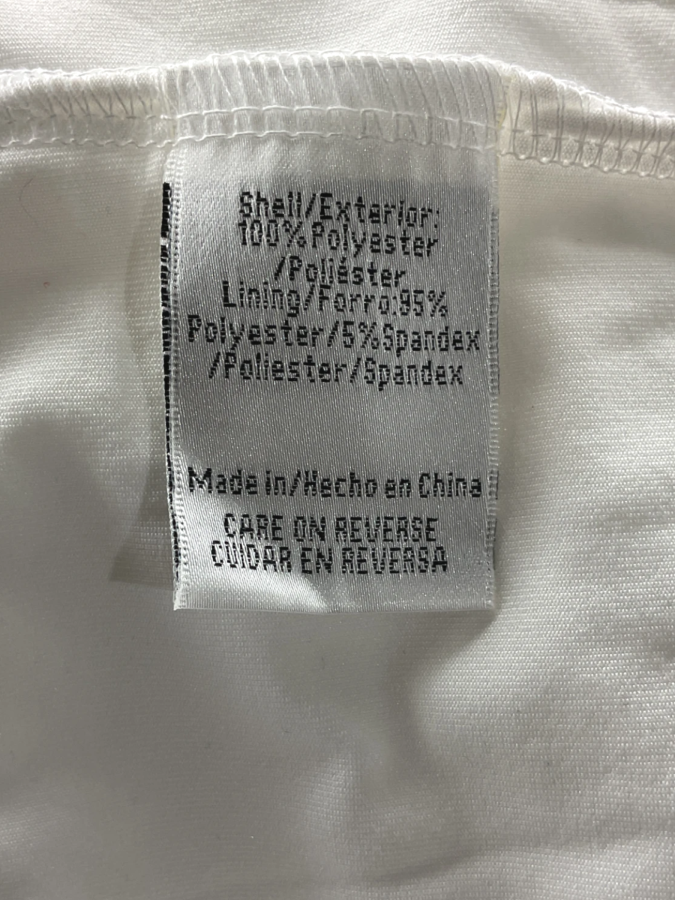 Shell/Exterior:
100%Polyester
/Poliéster
Lining/Forro:95%
Polyester/5%Spandex
/Poliester/Spandex
Made in/Hecho en China
CARE ON REVERSE
CUIDAR EN REVERSA